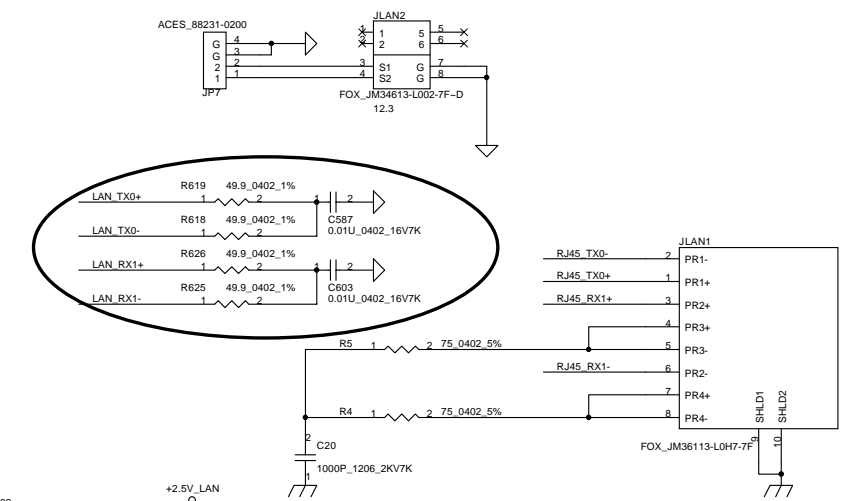 JLAN2
ACES_88231-0200
G 4
G 3
2 2
1 1
JP7
1 1 5 5
2 2 6 6
3 S1 G 7
4 S2 G 8
FOX_JM34613-L002-7F~D
12.3
R619 49.9_0402_1%
LAN_TX0+ 1 2 1 2
C587
0.01U_0402_16V7K
R618 49.9_0402_1%
LAN_TX0- 1 2
R626 49.9_0402_1%
LAN_RX1+ 1 2 1 2
C603
0.01U_0402_16V7K
R625 49.9_0402_1%
LAN_RX1- 1 2
JLAN1
RJ45_TX0- 2 PR1-
RJ45_TX0+ 1 PR1+
RJ45_RX1+ 3 PR2+
4 PR3+
R5 1 2 75_0402_5% 5 PR3-
RJ45_RX1- 6 PR2-
7 PR4+
R4 1 2 75_0402_5% 8 PR4-
SHLD1
SHLD2
9 10
FOX_JM36113-L0H7-7F
2
C20
1000P_1206_2KV7K
1
+2.5V_LAN